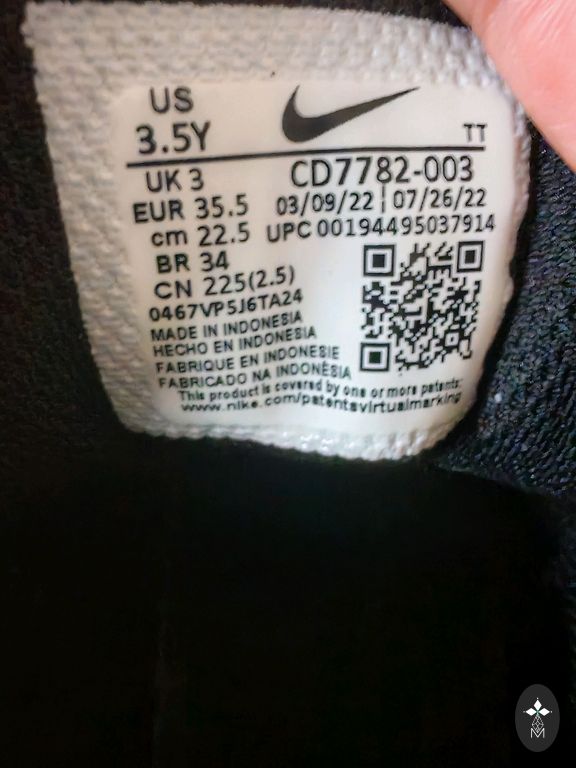 US
3.5Y
TT
UK 3 CD7782-003
EUR 35.5 03/09/22 | 07/26/22
cm 22.5 UPC 00194495037914
BR 34
CN 225(2.5)
0467VP5J6TA24
MADE IN INDONESIA
HECHO EN INDONESIA
FABRIQUE EN INDONESIE
FABRICADO NA INDONÈSIA
This product is covered by one or more patents:
www.nike.com/patentsvirtualmarking
M